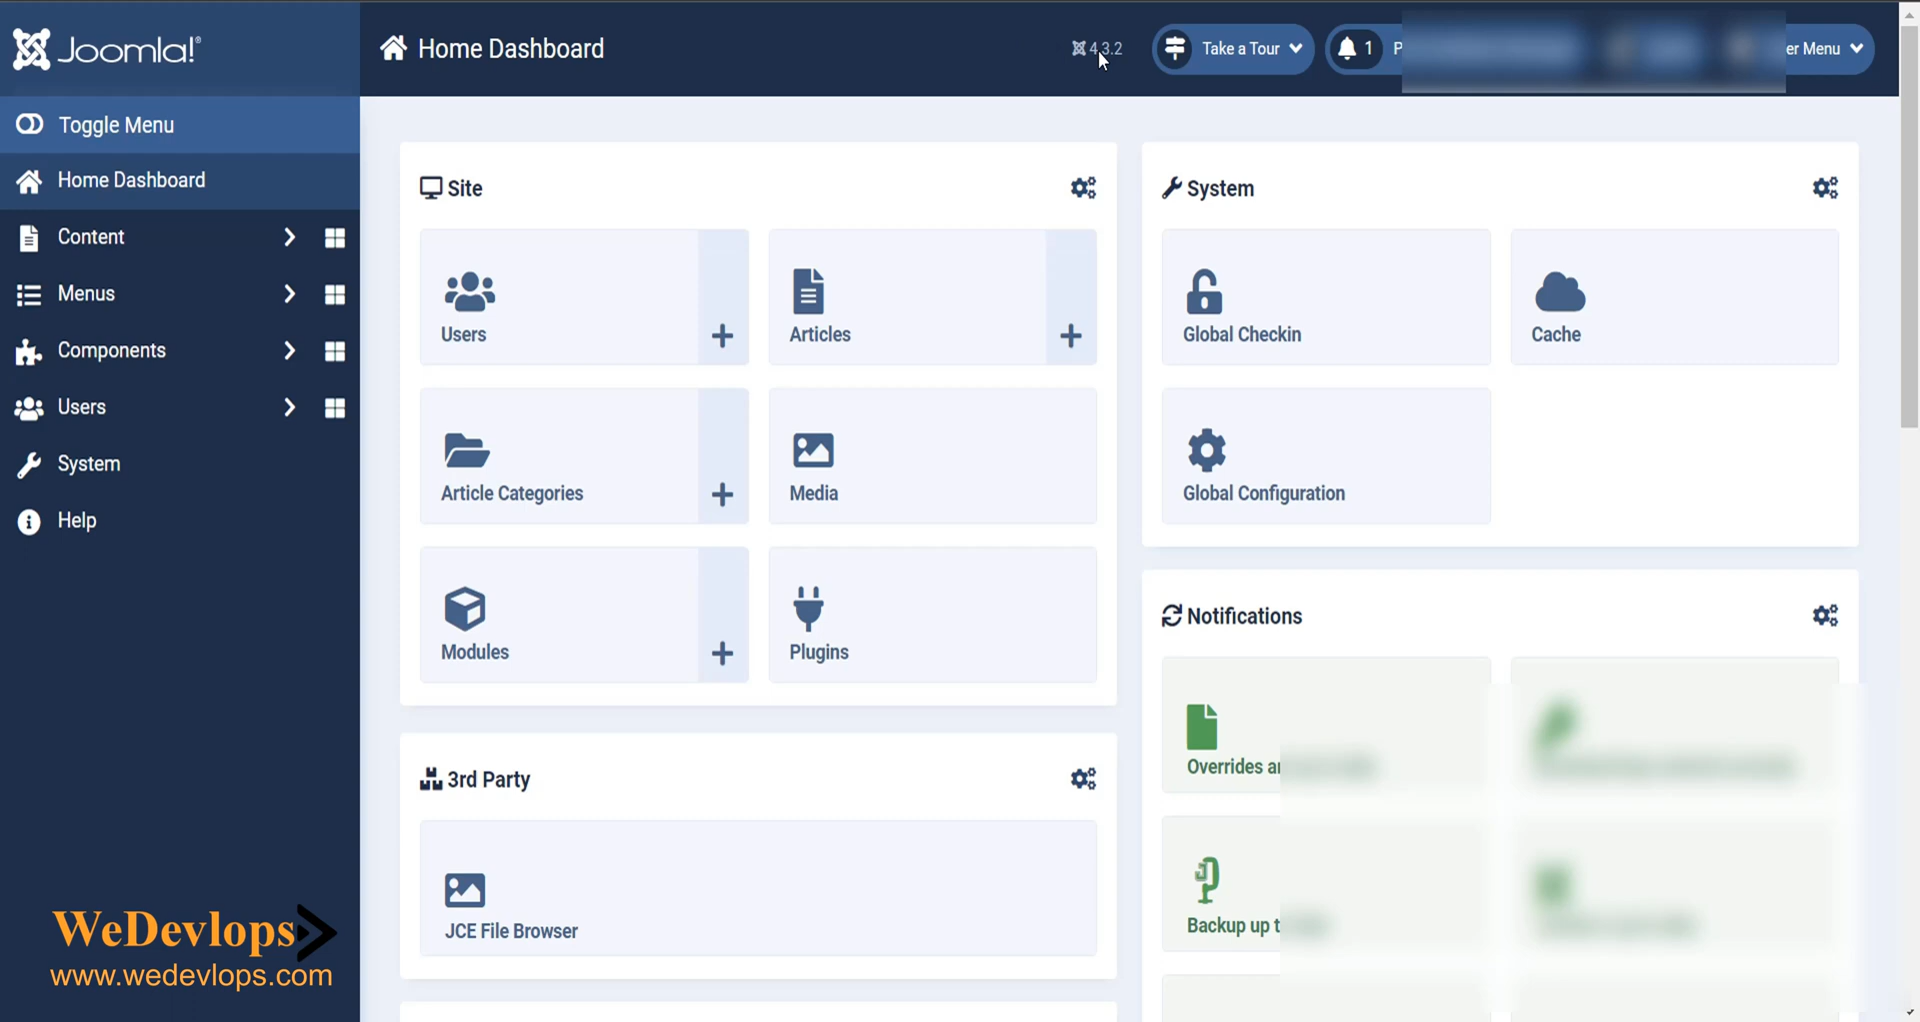 Joomla!®
Home Dashboard
4.3.2
Take a Tour
1
Menu
Toggle Menu
Home Dashboard
Content
Menus
Components
Users
System
Help
Site
Users
Articles
Article Categories
Media
Modules
Plugins
3rd Party
JCE File Browser
System
Global Checkin
Cache
Global Configuration
Notifications
Overrides
Backup up
WeDevlops
www.wedevlops.com